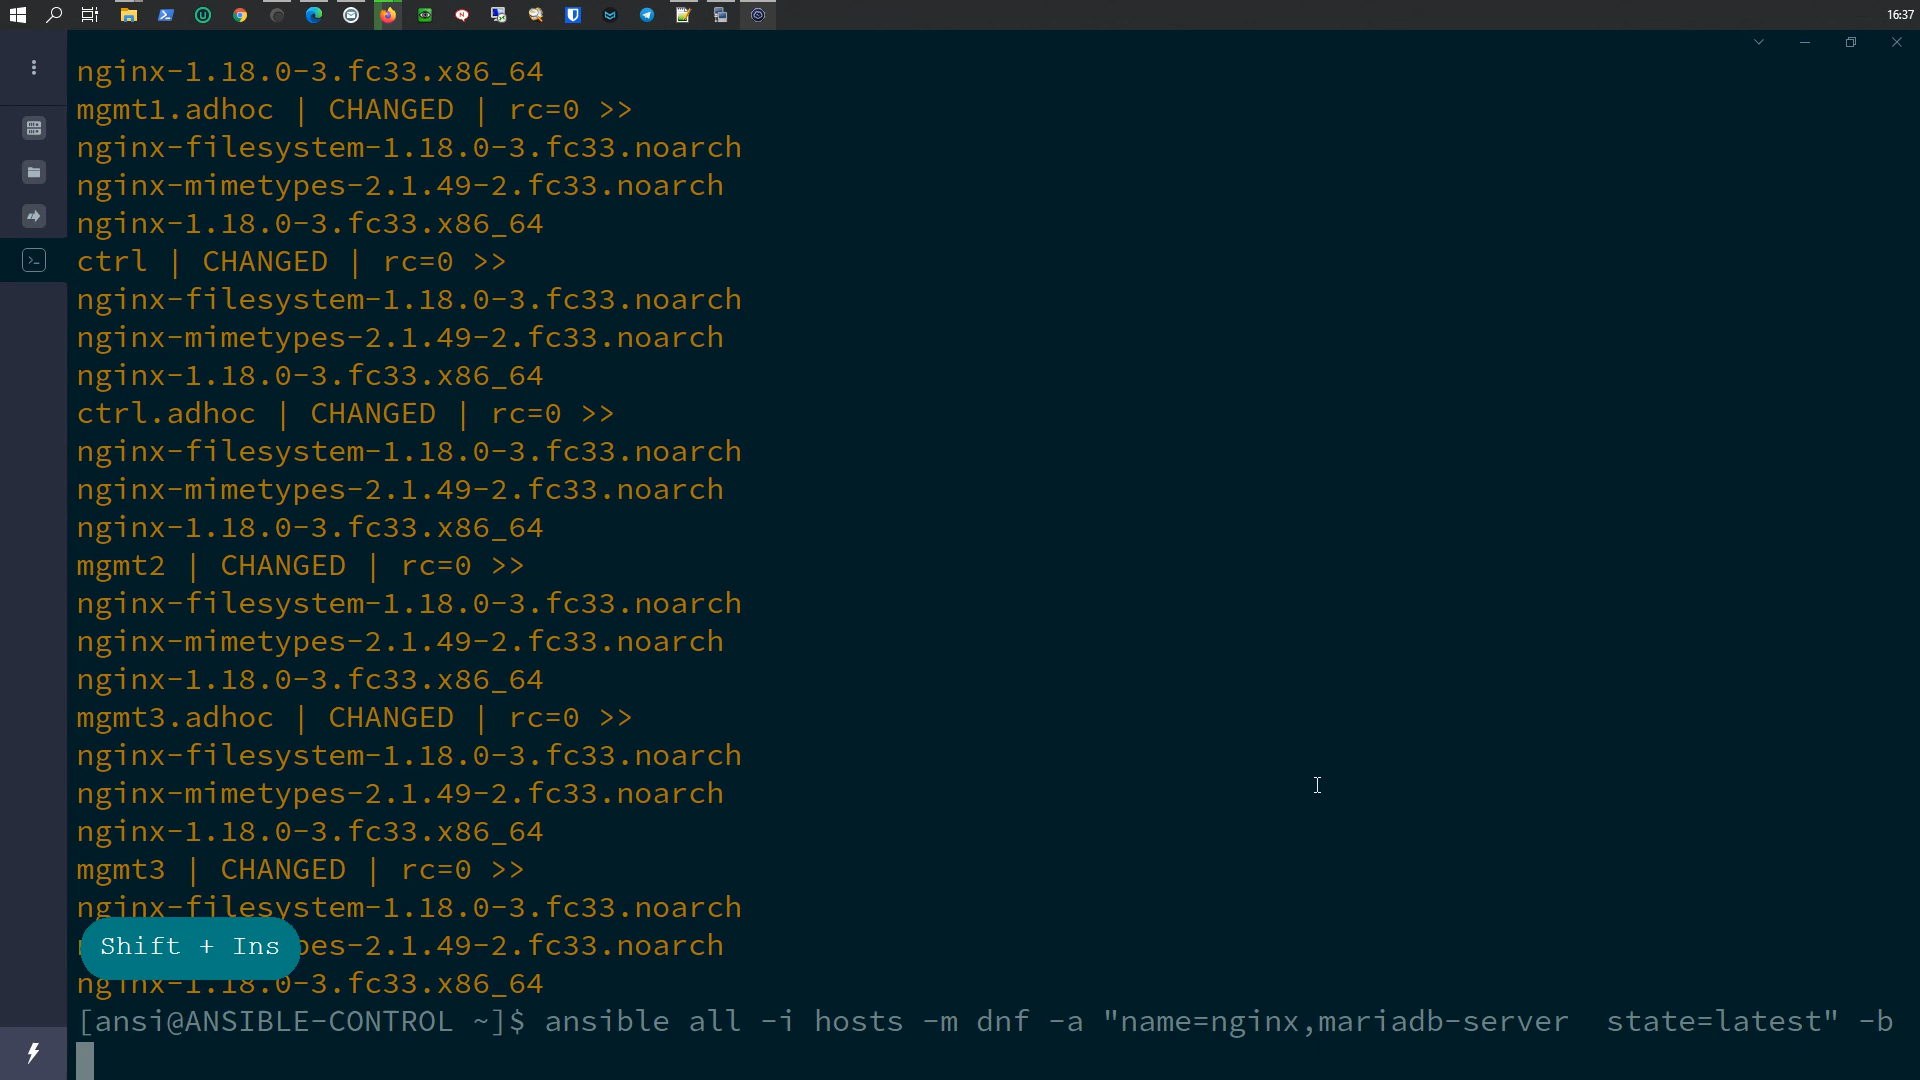 16:37
nginx-1.18.0-3.fc33.x86_64
mgmt1.adhoc | CHANGED | rc=0 >>
nginx-filesystem-1.18.0-3.fc33.noarch
nginx-mimetypes-2.1.49-2.fc33.noarch
nginx-1.18.0-3.fc33.x86_64
ctrl | CHANGED | rc=0 >>
nginx-filesystem-1.18.0-3.fc33.noarch
nginx-mimetypes-2.1.49-2.fc33.noarch
nginx-1.18.0-3.fc33.x86_64
ctrl.adhoc | CHANGED | rc=0 >>
nginx-filesystem-1.18.0-3.fc33.noarch
nginx-mimetypes-2.1.49-2.fc33.noarch
nginx-1.18.0-3.fc33.x86_64
mgmt2 | CHANGED | rc=0 >>
nginx-filesystem-1.18.0-3.fc33.noarch
nginx-mimetypes-2.1.49-2.fc33.noarch
nginx-1.18.0-3.fc33.x86_64
mgmt3.adhoc | CHANGED | rc=0 >>
nginx-filesystem-1.18.0-3.fc33.noarch
nginx-mimetypes-2.1.49-2.fc33.noarch
nginx-1.18.0-3.fc33.x86_64
mgmt3 | CHANGED | rc=0 >>
nginx-filesystem-1.18.0-3.fc33.noarch
Shift + Ins
pes-2.1.49-2.fc33.noarch
nginx-1.18.0-3.fc33.x86_64
[ansi@ANSIBLE-CONTROL ~]$ ansible all -i hosts -m dnf -a "name=nginx,mariadb-server  state=latest" -b